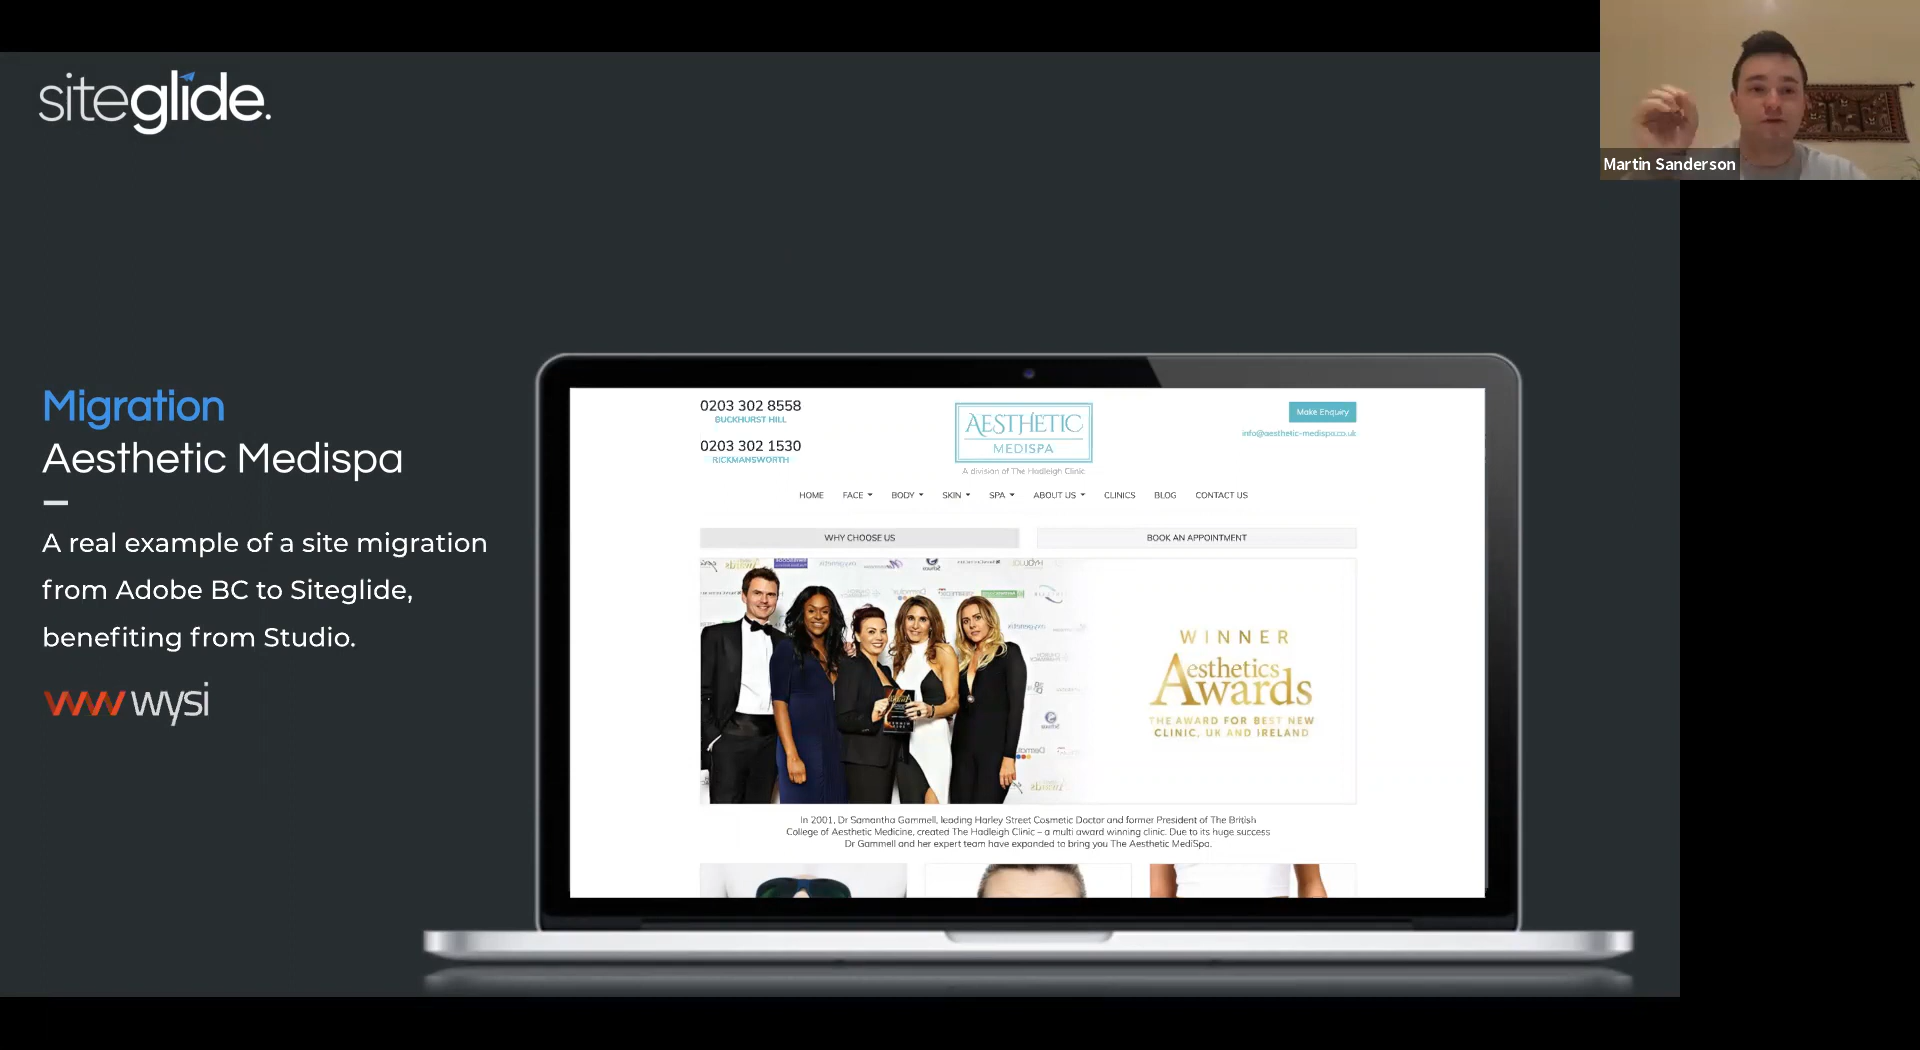 siteglide.
Martin Sanderson
Migration
Aesthetic Medispa
A real example of a site migration
from Adobe BC to Siteglide,
benefiting from Studio.
wysi
0203 302 8558
BUCKHURST HILL
0203 302 1530
RICKMANSWORTH
AESTHETIC
MEDISPA
A division of The Hadleigh Clinic
Make Enquiry
info@aesthetic-medispa.co.uk
HOME FACE BODY SKIN SPA ABOUT US CLINICS BLOG CONTACT US
WHY CHOOSE US
BOOK AN APPOINTMENT
WINNER
Aesthetics
Awards
THE AWARD FOR BEST NEW
CLINIC, UK AND IRELAND
In 2001, Dr Samantha Gammell, leading Harley Street Cosmetic Doctor and former President of The British
College of Aesthetic Medicine, created The Hadleigh Clinic – a multi award winning clinic. Due to its huge success
Dr Gammell and her expert team have expanded to bring you The Aesthetic MediSpa.